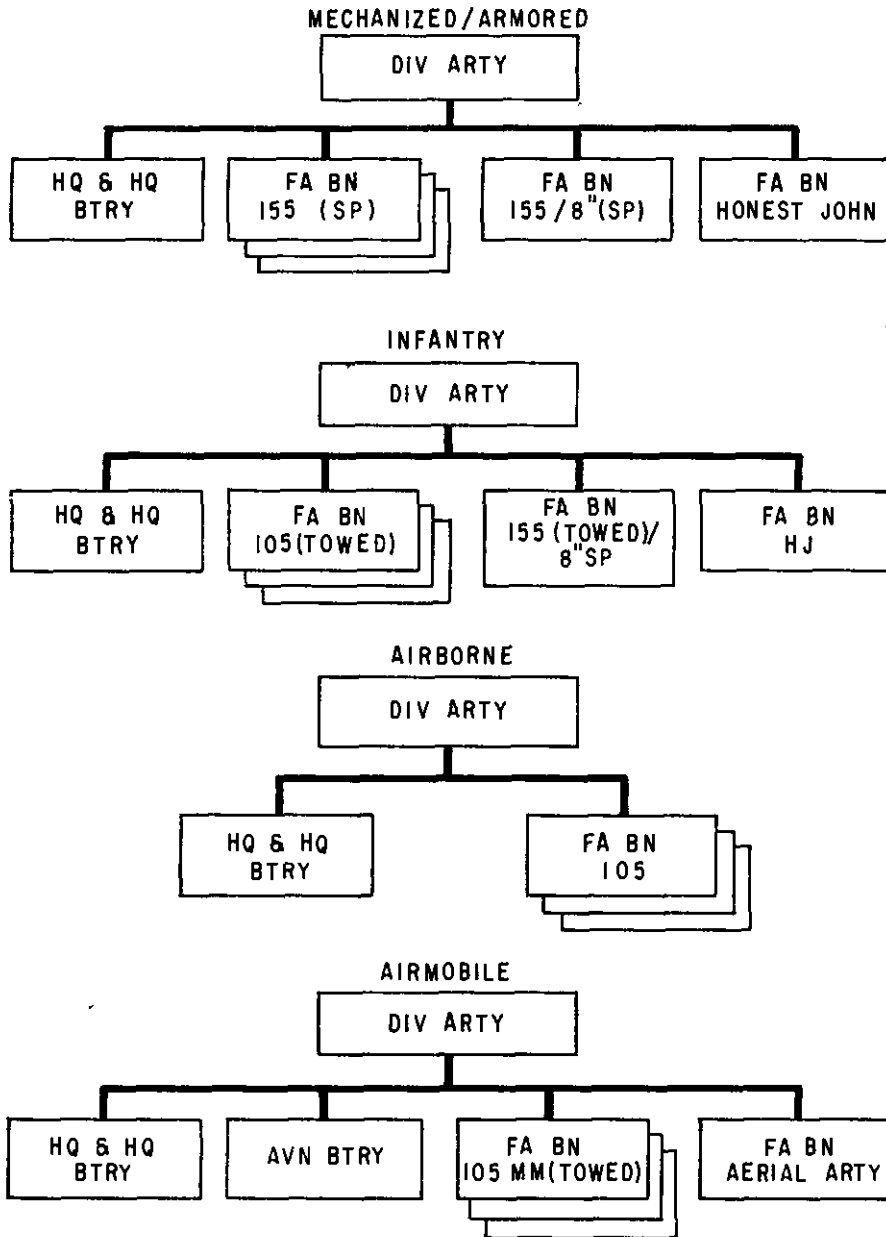 MECHANIZED/ARMORED
DIV ARTY
HQ & HQ
BTRY
FA BN
155 (SP)
FA BN
155/8"(SP)
FA BN
HONEST JOHN
INFANTRY
DIV ARTY
HQ & HQ
BTRY
FA BN
105(TOWED)
FA BN
155(TOWED)/
8"SP
FA BN
HJ
AIRBORNE
DIV ARTY
HQ & HQ
BTRY
FA BN
105
AIRMOBILE
DIV ARTY
HQ & HQ
BTRY
AVN BTRY
FA BN
105 MM(TOWED)
FA BN
AERIAL ARTY